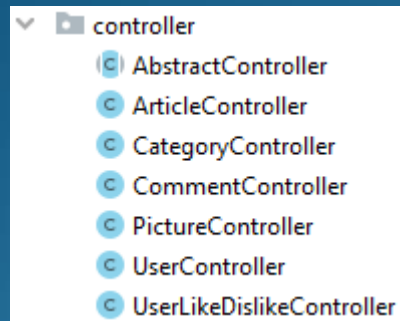 controller
C AbstractController
C ArticleController
C CategoryController
C CommentController
C PictureController
C UserController
C UserLikeDislikeController